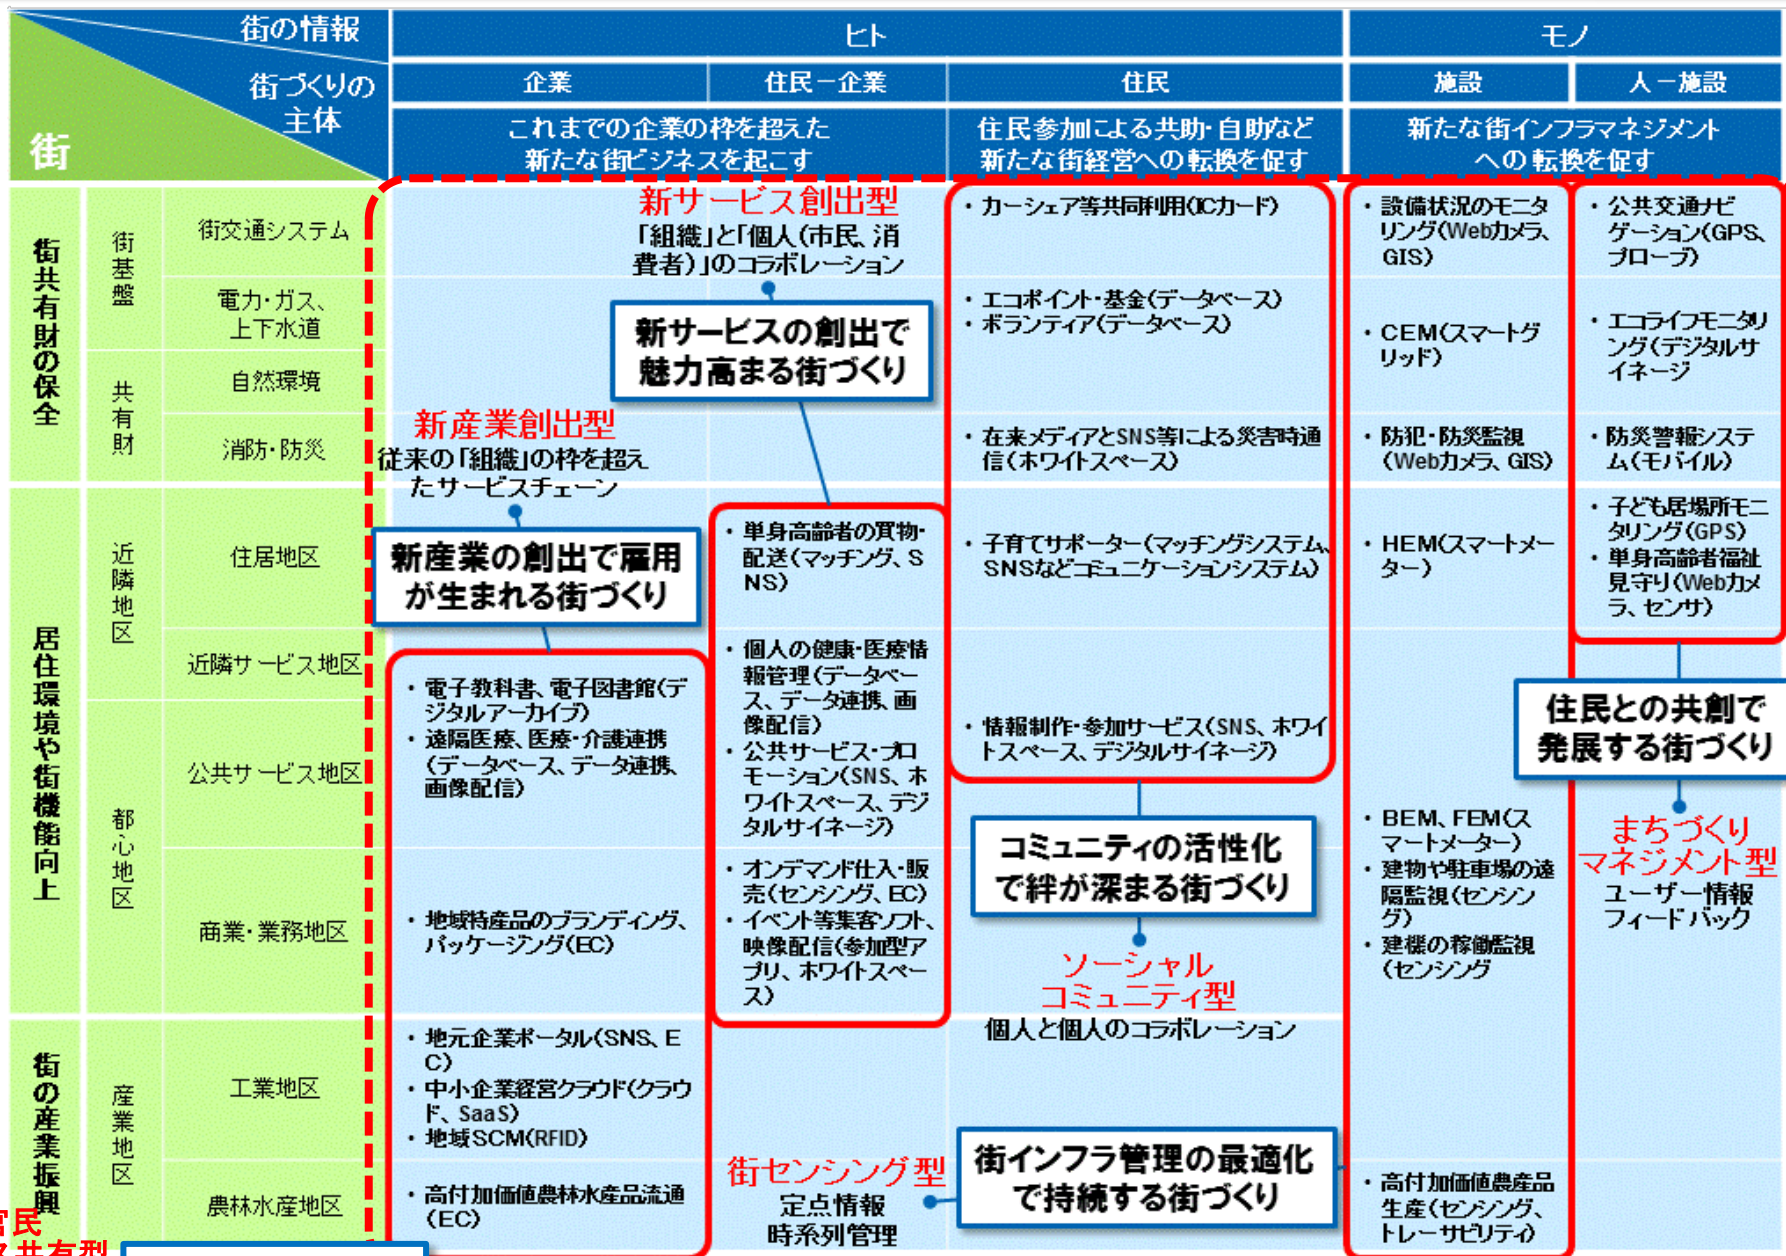 街の情報
街づくりの
主体
街
ヒト
モノ
企業
住民－企業
住民
施設
人－施設
これまでの企業の枠を超えた
新たな街ビジネスを起こす
住民参加による共助・自助など
新たな街経営への転換を促す
新たな街インフラマネジメント
への転換を促す
街共有財の保全
街基盤
共有財
街交通システム
電力・ガス、
上下水道
自然環境
消防・防災
居住環境や街機能向上
近隣地区
都心地区
住居地区
近隣サービス地区
公共サービス地区
商業・業務地区
街の産業振興
産業地区
工業地区
農林水産地区
新サービス創出型
「組織」と「個人（市民、消
費者）」のコラボレーション
新サービスの創出で
魅力高まる街づくり
新産業創出型
従来の「組織」の枠を超え
たサービスチェーン
新産業の創出で雇用
が生まれる街づくり
・電子教科書、電子図書館（デ
ジタルアーカイブ）
・遠隔医療、医療・介護連携
（データベース、データ連携、
画像配信）
・地域特産品のブランディング、
パッケージング（EC）
・地元企業ポータル（SNS、E
C）
・中小企業経営クラウド（クラウ
ド、SaaS）
・地域SCM（RFID）
・高付加価値農林水産品流通
（EC）
・単身高齢者の買物・
配送（マッチング、S
NS）
・個人の健康・医療情
報管理（データベー
ス、データ連携、画
像配信）
・公共サービス・プロ
モーション（SNS、ホ
ワイトスペース、デジ
タルサイネージ）
・オンデマンド仕入・販
売（センシング、EC）
・イベント等集客ソフト、
映像配信（参加型ア
プリ、ホワイトスペー
ス）
街センシング型
定点情報
時系列管理
・カーシェア等共同利用（ICカード）
・エコポイント・基金（データベース）
・ボランティア（データベース）
・在来メディアとSNS等による災害時通
信（ホワイトスペース）
・子育てサポーター（マッチングシステム、
SNSなどコミュニケーションシステム）
・情報制作・参加サービス（SNS、ホワイ
トスペース、デジタルサイネージ）
コミュニティの活性化
で絆が深まる街づくり
ソーシャル
コミュニティ型
個人と個人のコラボレーション
街インフラ管理の最適化
で持続する街づくり
・設備状況のモニタ
リング（Webカメラ、
GIS）
・CEM（スマートグ
リッド）
・防犯・防災監視
（Webカメラ、GIS）
・HEM（スマートメー
ター）
・BEM、FEM（ス
マートメーター）
・建物や駐車場の遠
隔監視（センシン
グ）
・建機の稼働監視
（センシング
・高付加価値農産品
生産（センシング、
トレーサビリティ）
・公共交通ナビ
ゲーション（GPS、
プローブ）
・エコライフモニタリ
ング（デジタルサ
イネージ
・防災警報システ
ム（モバイル）
・子ども居場所モニ
タリング（GPS）
・単身高齢者福祉
見守り（Webカメ
ラ、センサ）
住民との共創で
発展する街づくり
まちづくり
マネジメント型
ユーザー情報
フィードバック
官民
共有型